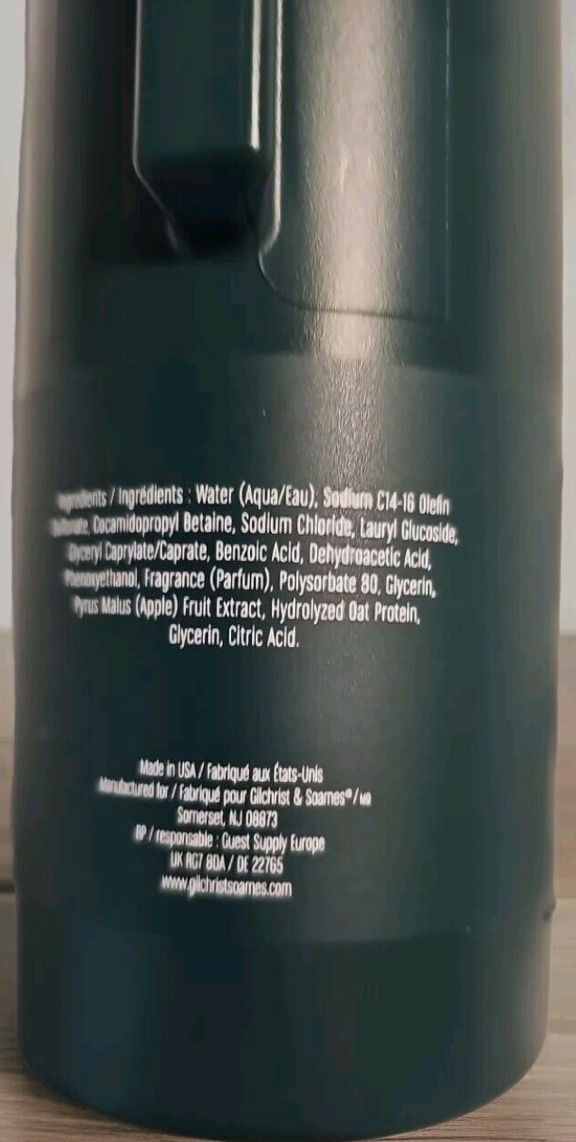 Ingredients / Ingrédients : Water (Aqua/Eau), Sodium C14-16 Olefin
Sulfonate, Cocamidopropyl Betaine, Sodium Chloride, Lauryl Glucoside,
Glyceryl Caprylate/Caprate, Benzoic Acid, Dehydroacetic Acid,
Phenoxyethanol, Fragrance (Parfum), Polysorbate 80, Glycerin,
Pyrus Malus (Apple) Fruit Extract, Hydrolyzed Oat Protein,
Glycerin, Citric Acid.
Made in USA / Fabriqué aux États-Unis
Manufactured for / Fabriqué pour Gilchrist & Soames® / MD
Somerset, NJ 08873
RP / responsable : Guest Supply Europe
UK RG7 8DA / DE 22765
www.gilchristsoames.com